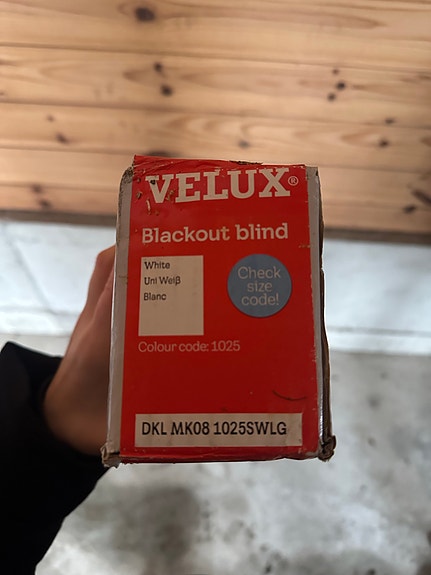 VELUX®
Blackout blind
White
Uni Weiß
Blanc
Check
size
code!
Colour code: 1025
DKL MK08 1025SWLG